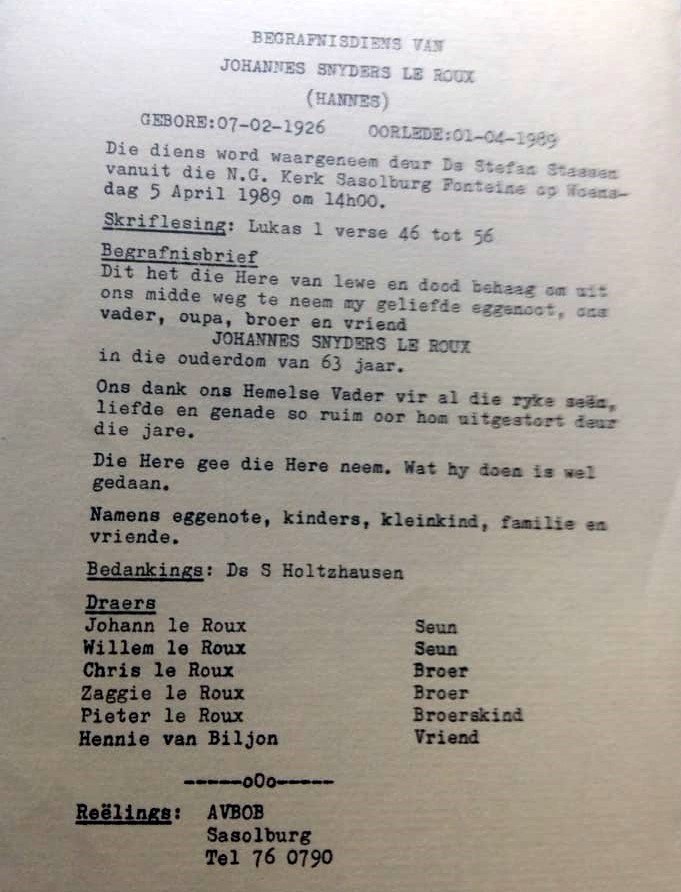 BEGRAFNISDIENS VAN
JOHANNES SNYDERS LE ROUX
(HANNES)
GEBORE:07-02-1926 OORLEDE:01-04-1989
Die diens word waargeneem deur Ds Stefan Stassen
vanuit die N.G. Kerk Sasolburg Fonteine op Woens-
dag 5 April 1989 om 14h00.
Skriflesing: Lukas 1 verse 46 tot 56
Begrafnisbrief
Dit het die Here van lewe en dood behaag om uit
ons midde weg te neem my geliefde eggenoot, ons
vader, oupa, broer en vriend
JOHANNES SNYDERS LE ROUX
in die ouderdom van 63 jaar.
Ons dank ons Hemelse Vader vir al die ryke seën,
liefde en genade so ruim oor hom uitgestort deur
die jare.
Die Here gee die Here neem. Wat hy doen is wel
gedaan.
Namens eggenote, kinders, kleinkind, familie en
vriende.
Bedankings: Ds S Holtzhausen
Draers
Johann le Roux Seun
Willem le Roux Seun
Chris le Roux Broer
Zaggie le Roux Broer
Pieter le Roux Broerskind
Hennie van Biljon Vriend
-----oOo-----
Reëlings: AVBOB
Sasolburg
Tel 76 0790